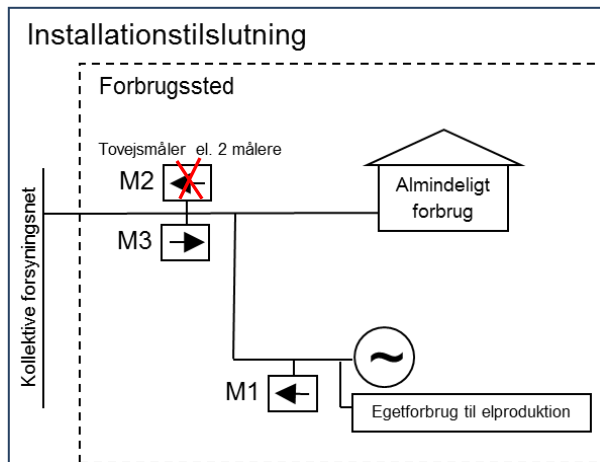 Installationstilslutning
Forbrugssted
Tovejsmåler el. 2 målere
M2
Almindeligt
forbrug
M3
Kollektive forsyningsnet
M1
Egetforbrug til elproduktion